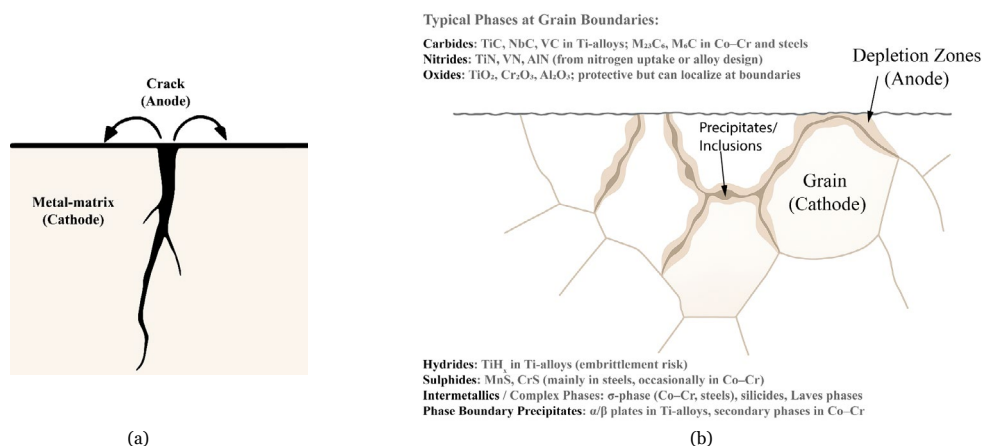 Crack
(Anode)
Metal-matrix
(Cathode)
(a)
Typical Phases at Grain Boundaries:
Carbides: TiC, NbC, VC in Ti-alloys; M₂₃C₆, M₆C in Co–Cr and steels
Nitrides: TiN, VN, AlN (from nitrogen uptake or alloy design)
Oxides: TiO₂, Cr₂O₃, Al₂O₃; protective but can localize at boundaries
Depletion Zones
(Anode)
Precipitates/
Inclusions
Grain
(Cathode)
Hydrides: TiHₓ in Ti-alloys (embrittlement risk)
Sulphides: MnS, CrS (mainly in steels, occasionally in Co–Cr)
Intermetallics / Complex Phases: σ-phase (Co–Cr, steels), silicides, Laves phases
Phase Boundary Precipitates: α/β plates in Ti-alloys, secondary phases in Co–Cr
(b)